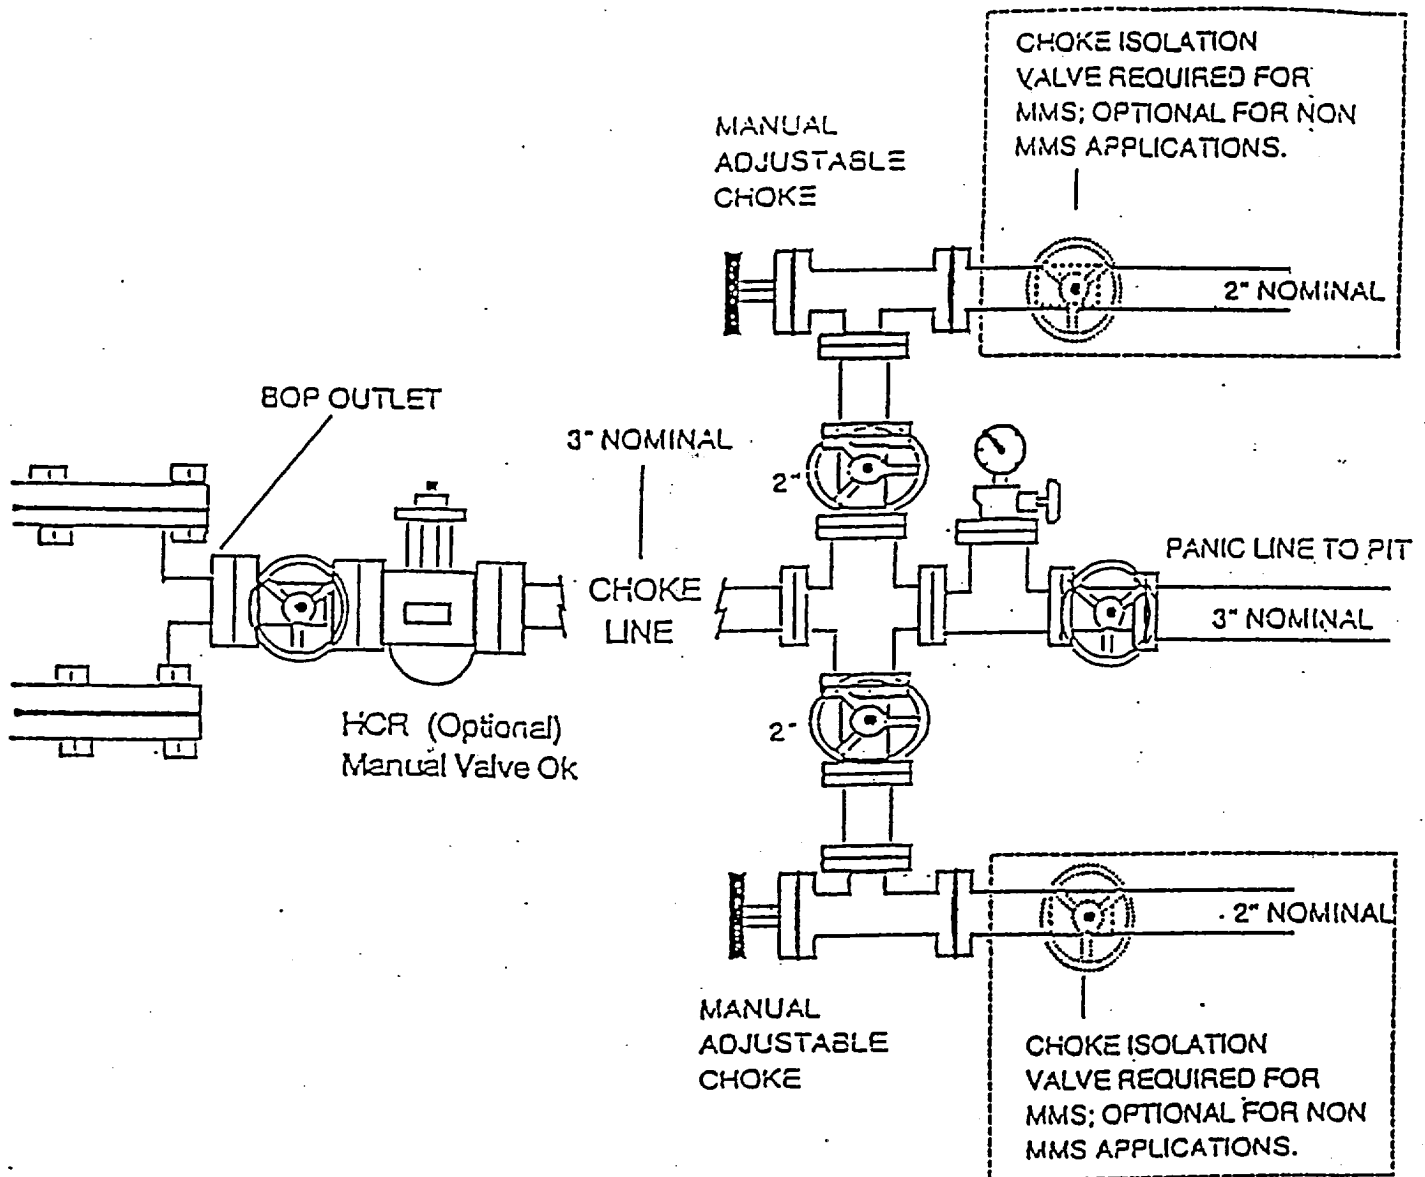 CHOKE ISOLATION
VALVE REQUIRED FOR
MMS; OPTIONAL FOR NON
MMS APPLICATIONS.
MANUAL
ADJUSTABLE
CHOKE
2" NOMINAL
BOP OUTLET
3" NOMINAL
2"
PANIC LINE TO PIT
CHOKE
LINE
3" NOMINAL
HCR (Optional)
Manual Valve Ok
2"
2" NOMINAL
MANUAL
ADJUSTABLE
CHOKE
CHOKE ISOLATION
VALVE REQUIRED FOR
MMS; OPTIONAL FOR NON
MMS APPLICATIONS.